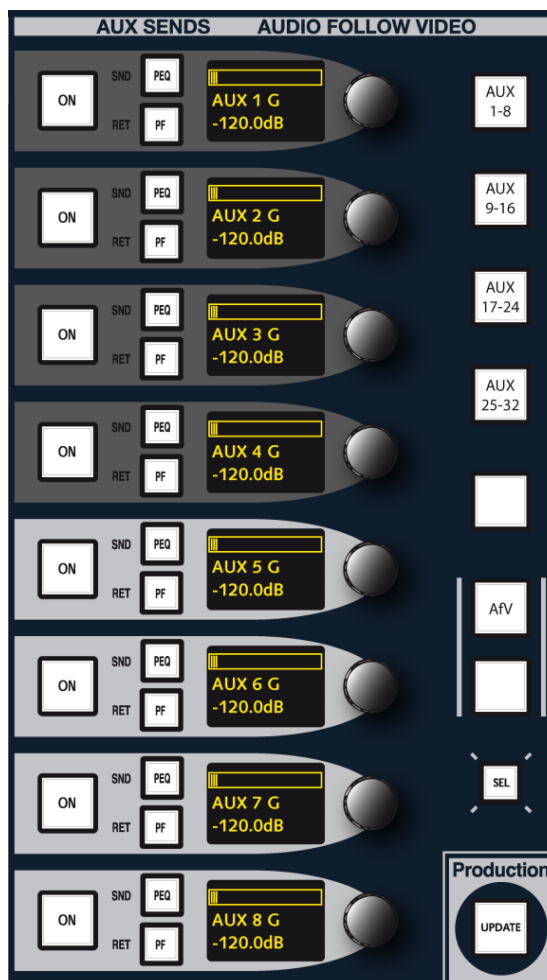 AUX SENDS AUDIO FOLLOW VIDEO
ON SND PEQ AUX 1 G
RET PF -120.0dB
ON SND PEQ AUX 2 G
RET PF -120.0dB
ON SND PEQ AUX 3 G
RET PF -120.0dB
ON SND PEQ AUX 4 G
RET PF -120.0dB
ON SND PEQ AUX 5 G
RET PF -120.0dB
ON SND PEQ AUX 6 G
RET PF -120.0dB
ON SND PEQ AUX 7 G
RET PF -120.0dB
ON SND PEQ AUX 8 G
RET PF -120.0dB
AUX
1-8
AUX
9-16
AUX
17-24
AUX
25-32
AfV
SEL
Production
UPDATE